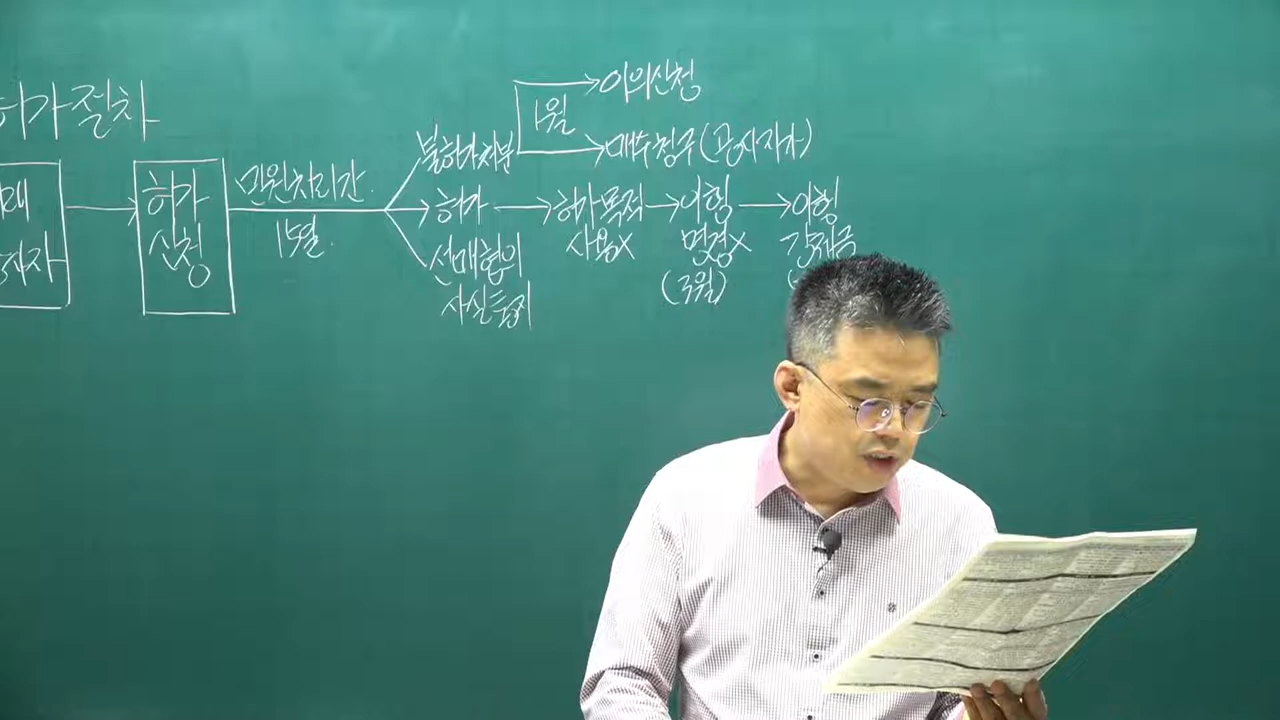 허가절차
허가
신청
민원처리기간
15일
불허가처분
1월
이의신청
매수청구(공시지가)
허가
허가목적
사용X
이행
명령X
(3월)
이행
강제금
선매협의
사실통지